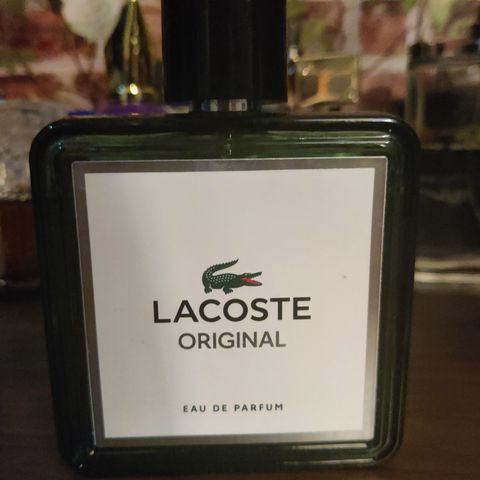 LACOSTE
ORIGINAL
EAU DE PARFUM